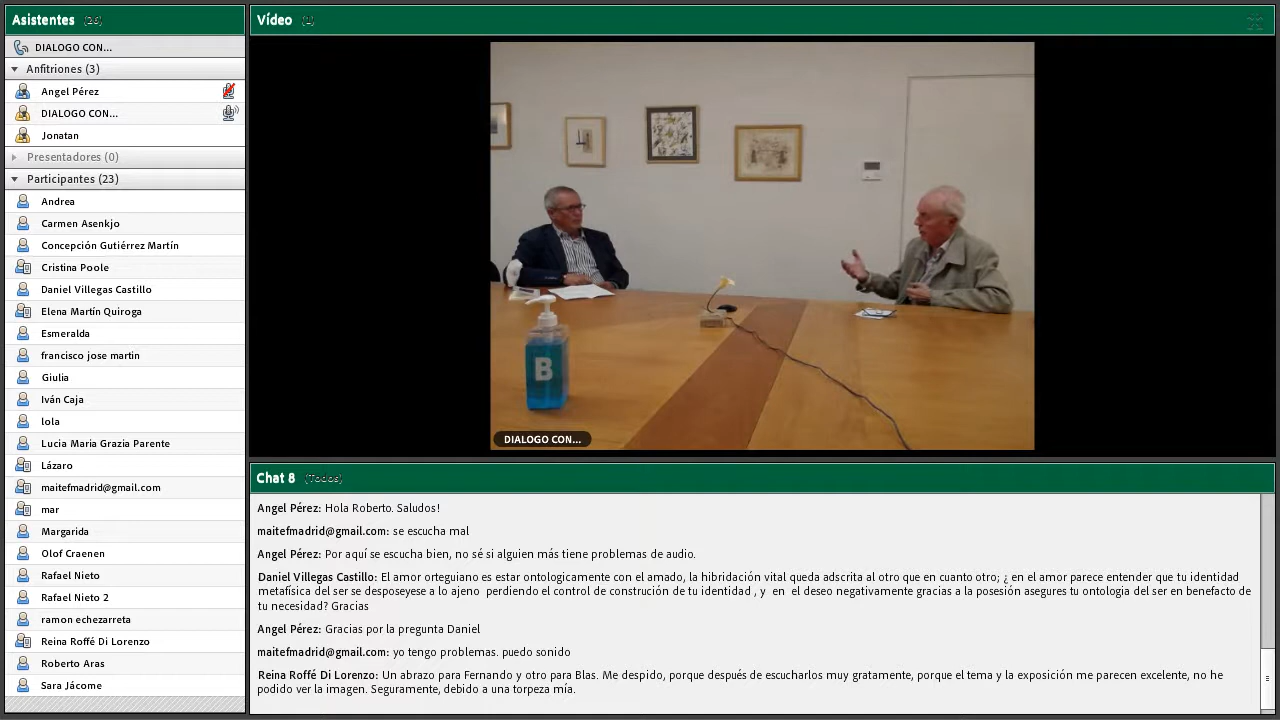 Asistentes (26)
DIALOGO CON...
Anfitriones (3)
Angel Pérez
DIALOGO CON...
Jonatan
Presentadores (0)
Participantes (23)
Andrea
Carmen Asenkjo
Concepción Gutiérrez Martín
Cristina Poole
Daniel Villegas Castillo
Elena Martín Quiroga
Esmeralda
francisco jose martin
Giulia
Iván Caja
lola
Lucia Maria Grazia Parente
Lázaro
maitefmadrid@gmail.com
mar
Margarida
Olof Craenen
Rafael Nieto
Rafael Nieto 2
ramon echezarreta
Reina Roffé Di Lorenzo
Roberto Aras
Sara Jácome
Vídeo (1)
B
DIALOGO CON...
Chat 8 (Todos)
Angel Pérez: Hola Roberto. Saludos!
maitefmadrid@gmail.com: se escucha mal
Angel Pérez: Por aquí se escucha bien, no sé si alguien más tiene problemas de audio.
Daniel Villegas Castillo: El amor orteguiano es estar ontologicamente con el amado, la hibridación vital queda adscrita al otro que en cuanto otro; ¿ en el amor parece entender que tu identidad
metafísica del ser se desposeyese a lo ajeno perdiendo el control de construción de tu identidad , y en el deseo negativamente gracias a la posesión asegures tu ontologia del ser en benefacto de
tu necesidad? Gracias
Angel Pérez: Gracias por la pregunta Daniel
maitefmadrid@gmail.com: yo tengo problemas. puedo sonido
Reina Roffé Di Lorenzo: Un abrazo para Fernando y otro para Blas. Me despido, porque después de escucharlos muy gratamente, porque el tema y la exposición me parecen excelente, no he
podido ver la imagen. Seguramente, debido a una torpeza mía.